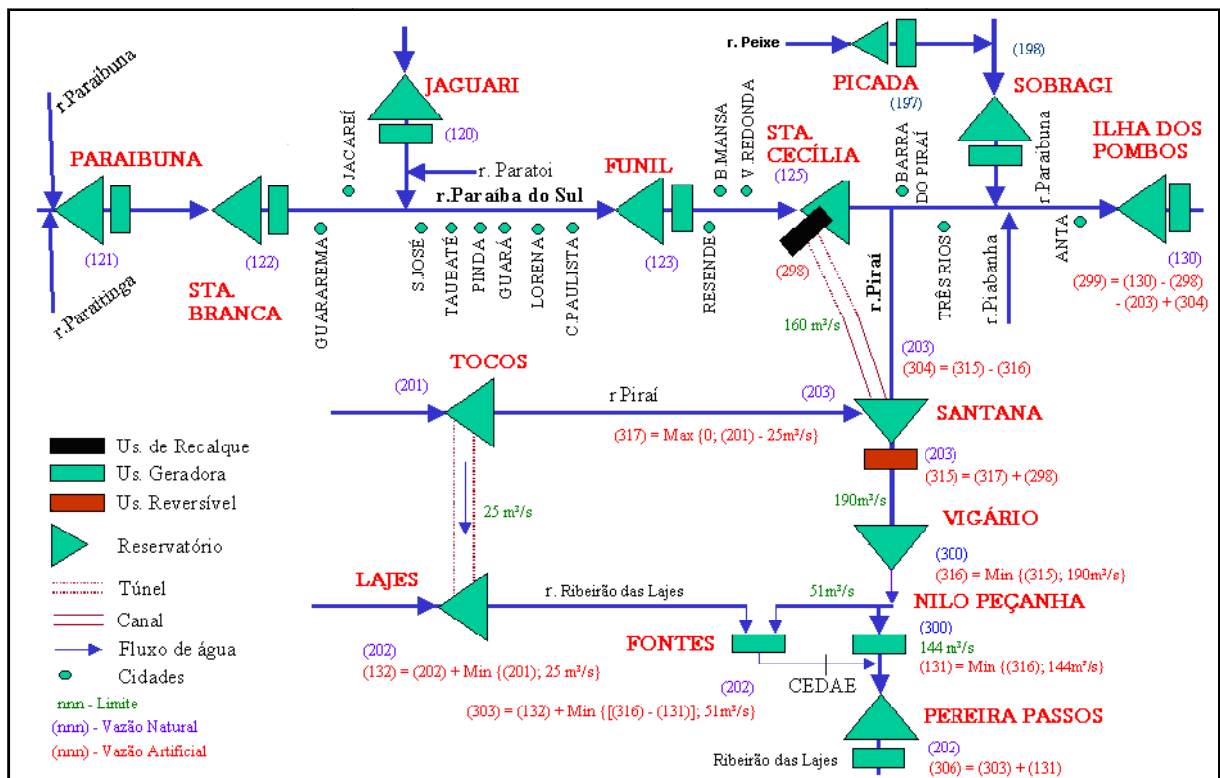 r. Peixe
(198)
PICADA
(197)
SOBRAGI
r.Paraibuna
JAGUARI
(120)
JACAREÍ
r. Paratoi
B.MANSA
V. REDONDA
STA.
CECÍLIA
(125)
BARRA
DO PIRAÍ
r.Paraibuna
ILHA DOS
POMBOS
PARAIBUNA
FUNIL
r.Paraíba do Sul
(121)
(122)
(123)
(298)
(130)
STA.
BRANCA
r.Paraitinga
GUARAREMA
S.JOSÉ
TAUBATÉ
PINDA
GUARÁ
LORENA
C.PAULISTA
RESENDE
r.Piraí
TRÊS RIOS
r.Piabanha
ANTA
(299) = (130) - (298)
- (203) + (304)
160 m³/s
(203)
(304) = (315) - (316)
TOCOS
(201)
r Piraí
(203)
SANTANA
(317) = Max {0; (201) - 25m³/s}
(203)
(315) = (317) + (298)
Us. de Recalque
Us. Geradora
Us. Reversível
Reservatório
Túnel
Canal
Fluxo de água
Cidades
nnn - Limite
(nnn) - Vazão Natural
(nnn) - Vazão Artificial
25 m³/s
190m³/s
VIGÁRIO
(300)
(316) = Min {(315); 190m³/s}
LAJES
r. Ribeirão das Lajes
51m³/s
NILO PEÇANHA
FONTES
(300)
144 m³/s
(131) = Min {(316); 144m³/s}
(202)
(132) = (202) + Min {(201); 25 m³/s}
(202)
CEDAE
(303) = (132) + Min {[(316) - (131)]; 51m³/s}
PEREIRA PASSOS
Ribeirão das Lajes
(202)
(306) = (303) + (131)